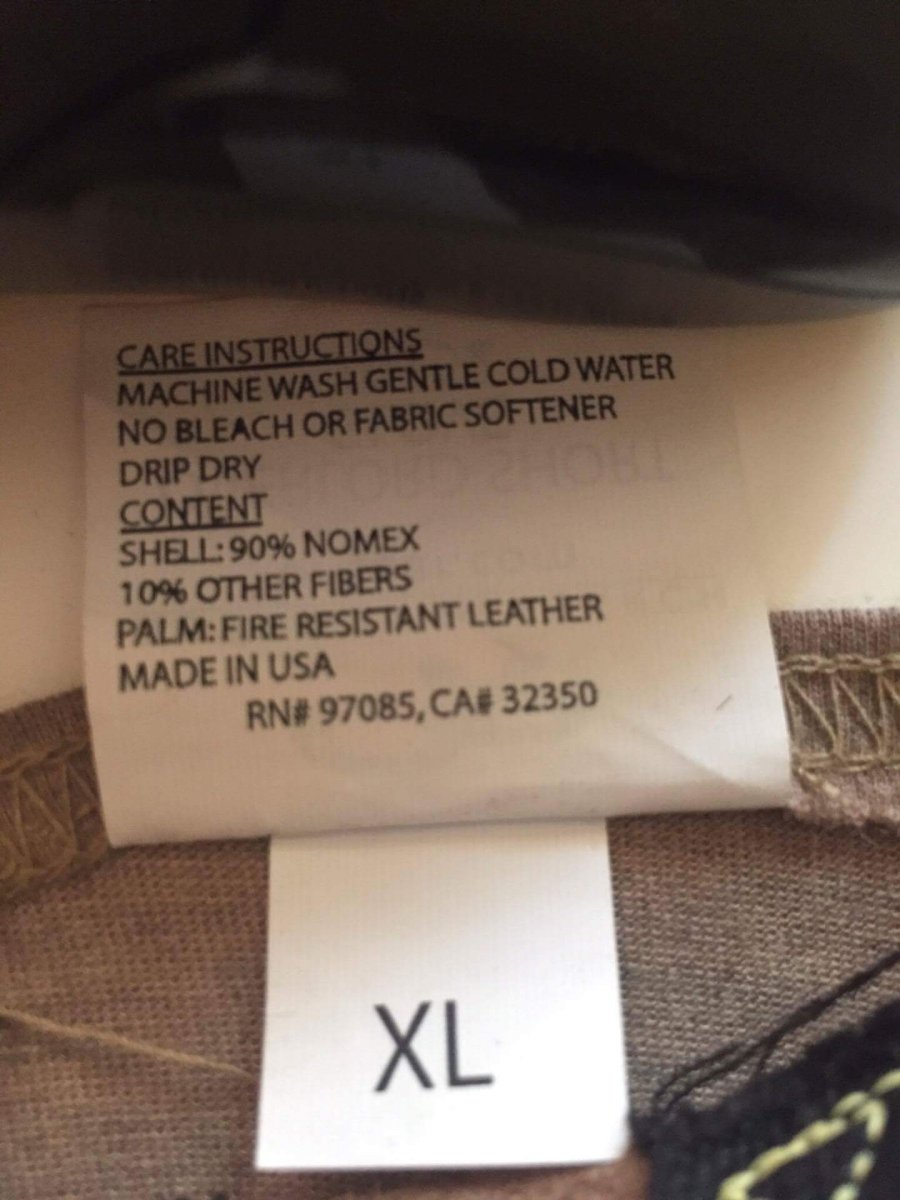 CARE INSTRUCTIONS
MACHINE WASH GENTLE COLD WATER
NO BLEACH OR FABRIC SOFTENER
DRIP DRY
CONTENT
SHELL: 90% NOMEX
10% OTHER FIBERS
PALM: FIRE RESISTANT LEATHER
MADE IN USA
RN# 97085, CA# 32350
XL